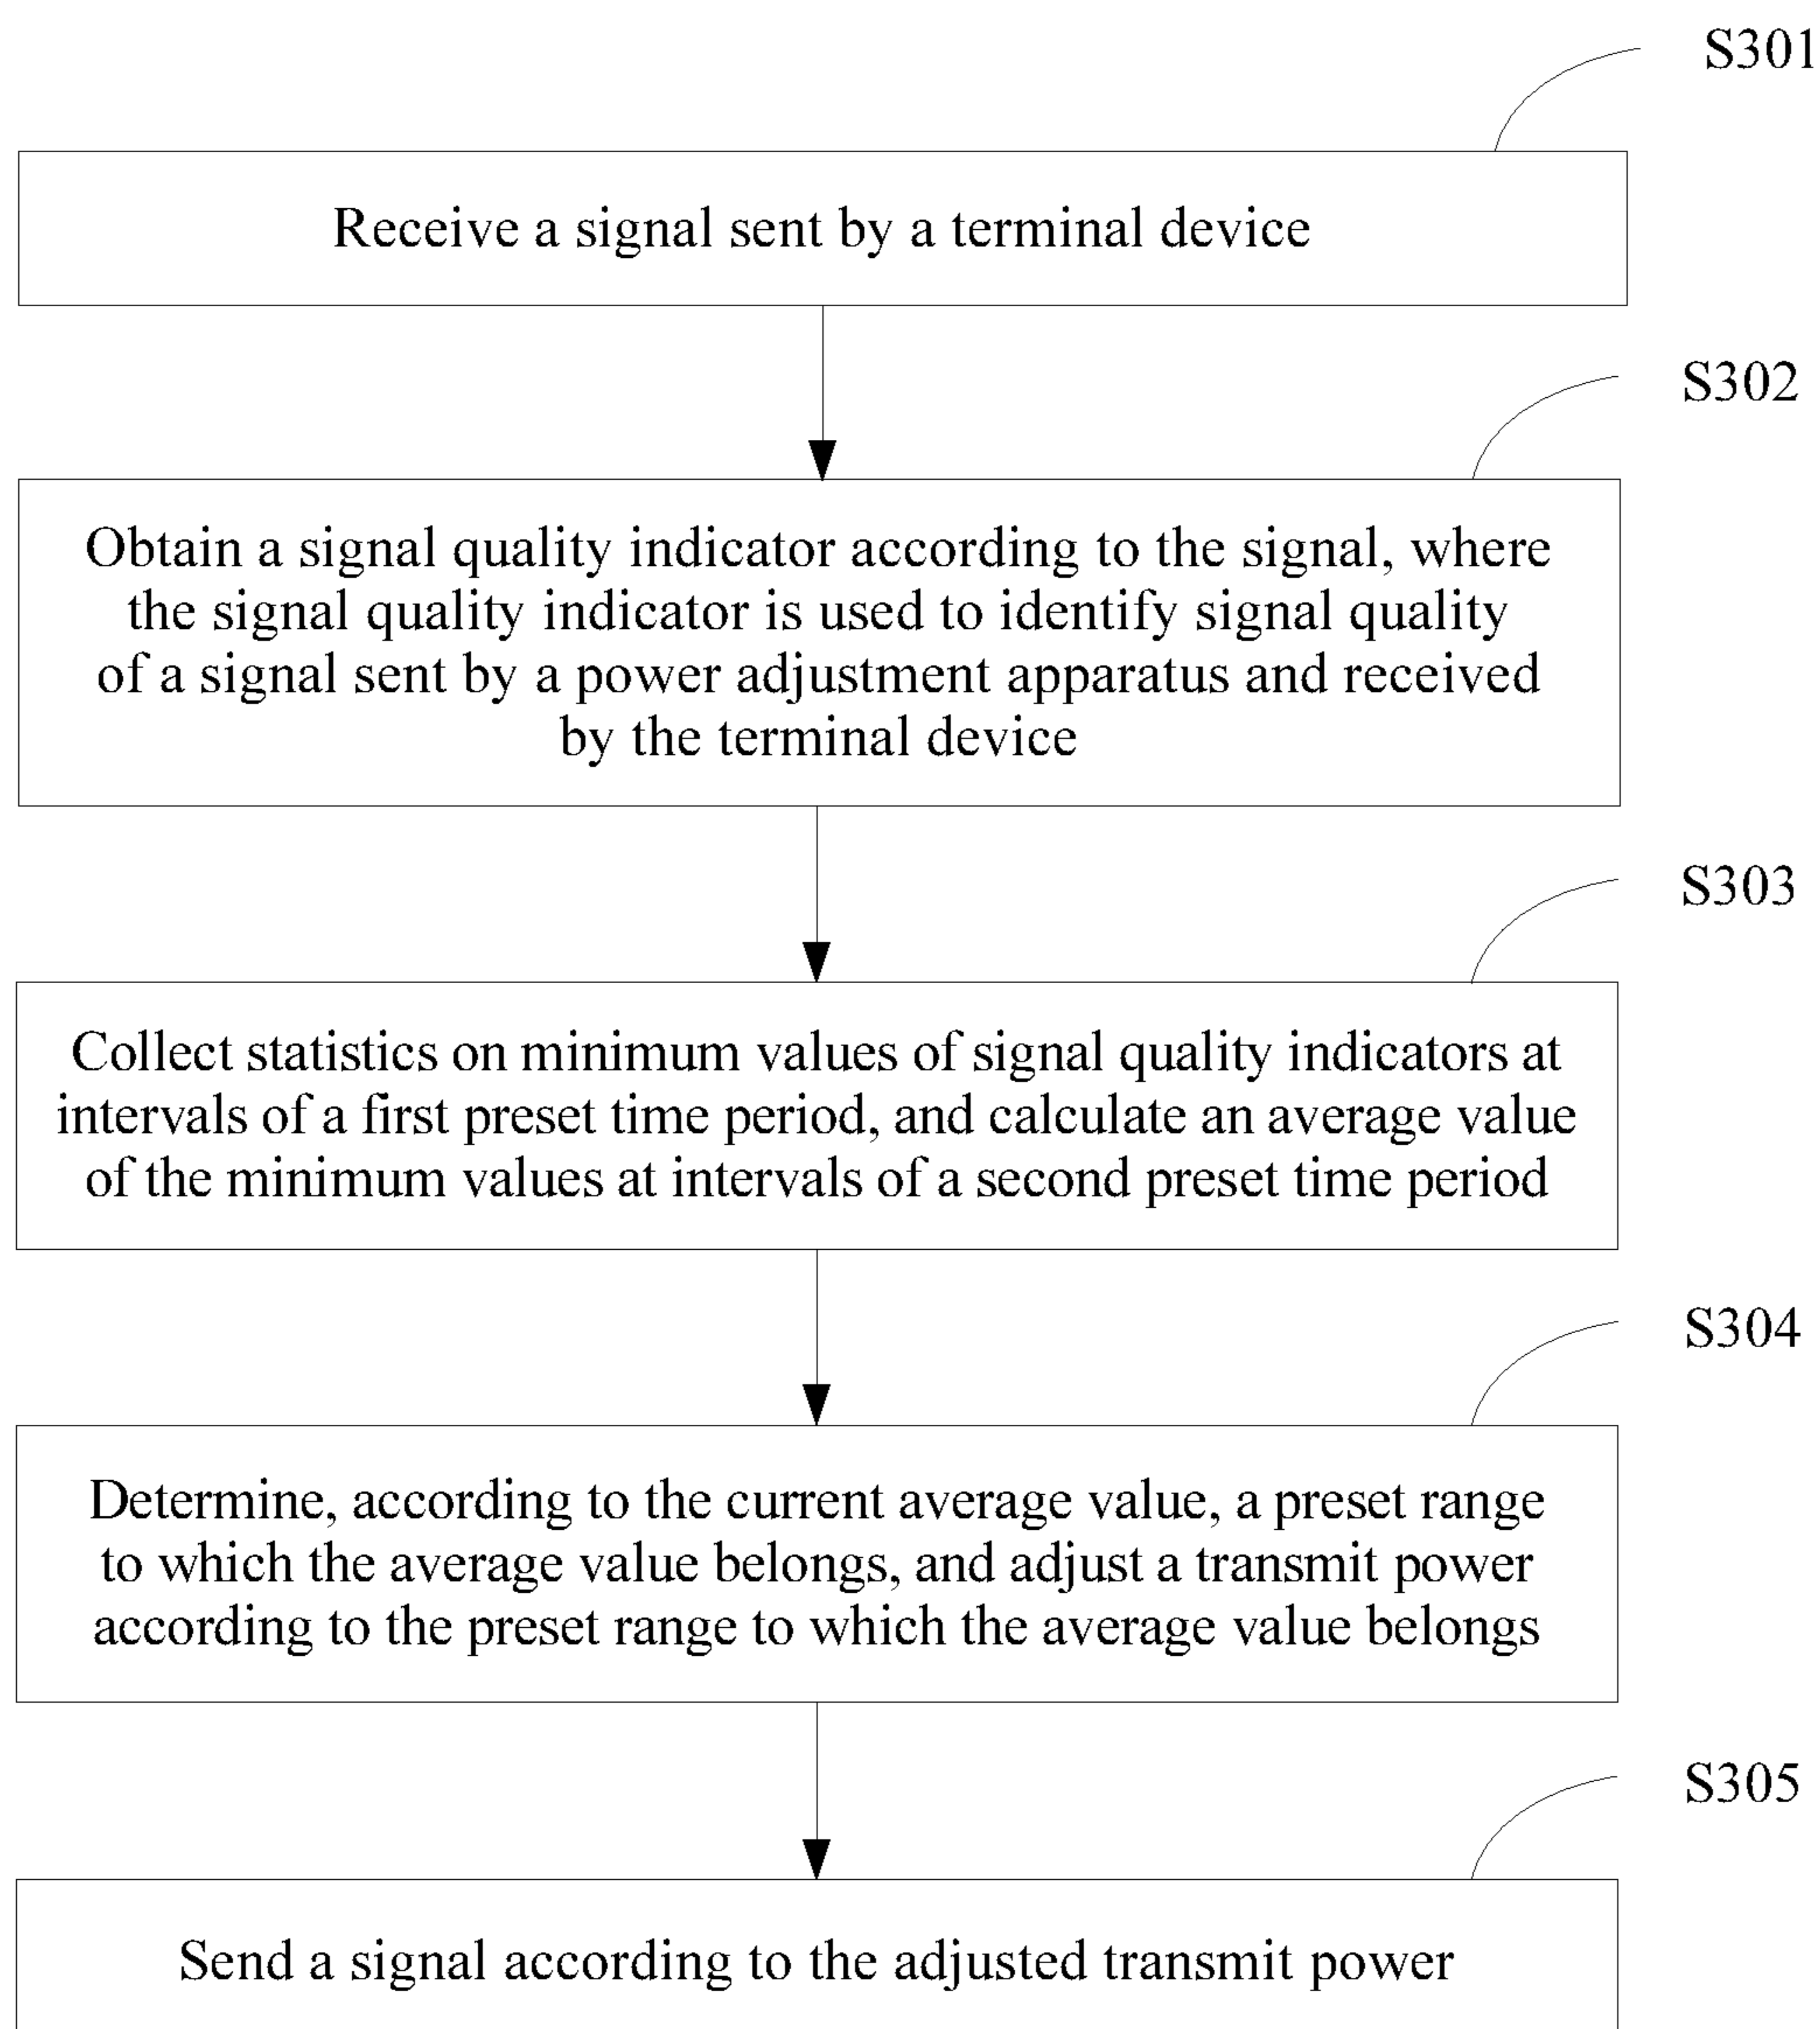 S301
Receive a signal sent by a terminal device
S302
Obtain a signal quality indicator according to the signal, where
the signal quality indicator is used to identify signal quality
of a signal sent by a power adjustment apparatus and received
by the terminal device
S303
Collect statistics on minimum values of signal quality indicators at
intervals of a first preset time period, and calculate an average value
of the minimum values at intervals of a second preset time period
S304
Determine, according to the current average value, a preset range
to which the average value belongs, and adjust a transmit power
according to the preset range to which the average value belongs
S305
Send a signal according to the adjusted transmit power